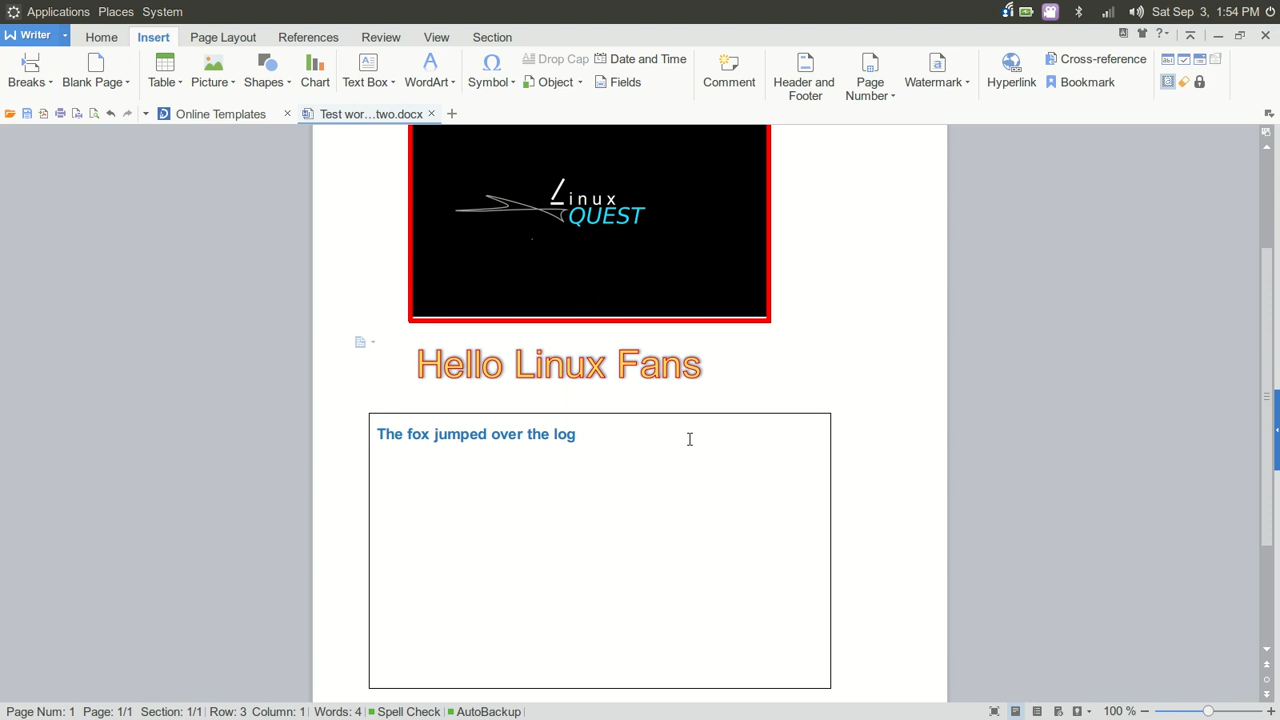 Applications Places System Sat Sep 3, 1:54 PM
Writer Home Insert Page Layout References Review View Section
Breaks Blank Page Table Picture Shapes Chart Text Box WordArt Symbol Drop Cap Object Date and Time Fields Comment Header and Footer Page Number Watermark Hyperlink Cross-reference Bookmark
Online Templates Test wor...two.docx
Linux
QUEST
Hello Linux Fans
The fox jumped over the log
Page Num: 1 Page: 1/1 Section: 1/1 Row: 3 Column: 1 Words: 4 Spell Check AutoBackup 100 %